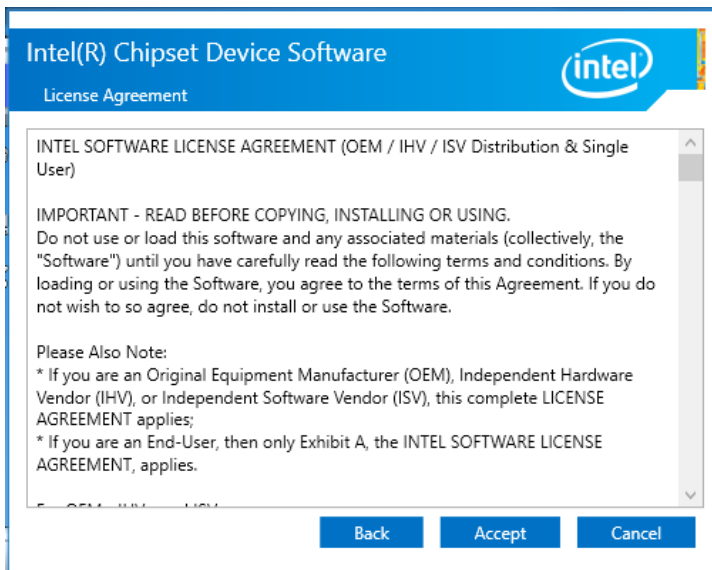 Intel(R) Chipset Device Software
intel
License Agreement
INTEL SOFTWARE LICENSE AGREEMENT (OEM / IHV / ISV Distribution & Single
User)
IMPORTANT - READ BEFORE COPYING, INSTALLING OR USING.
Do not use or load this software and any associated materials (collectively, the
"Software") until you have carefully read the following terms and conditions. By
loading or using the Software, you agree to the terms of this Agreement. If you do
not wish to so agree, do not install or use the Software.
Please Also Note:
* If you are an Original Equipment Manufacturer (OEM), Independent Hardware
Vendor (IHV), or Independent Software Vendor (ISV), this complete LICENSE
AGREEMENT applies;
* If you are an End-User, then only Exhibit A, the INTEL SOFTWARE LICENSE
AGREEMENT, applies.
Back Accept Cancel